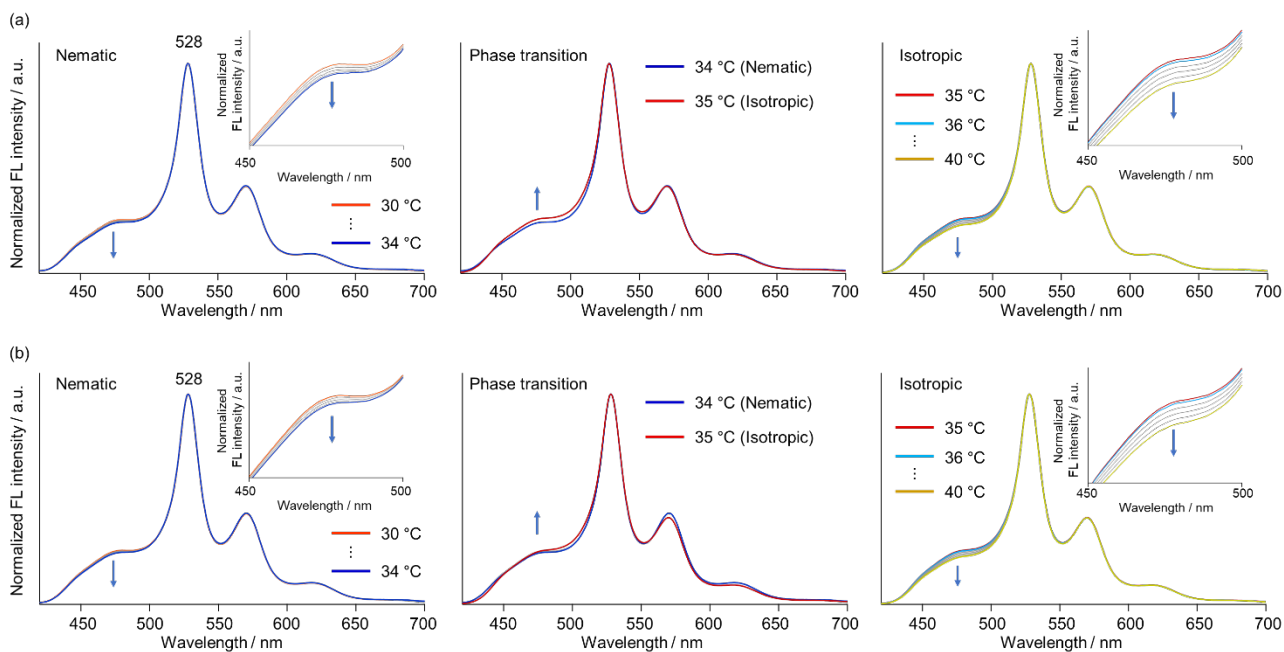 (a)
Normalized FL intensity / a.u.
Nematic
528
Normalized
FL intensity / a.u.
450
500
Wavelength / nm
30 °C
⋮
34 °C
450 500 550 600 650 700
Wavelength / nm
Phase transition
34 °C (Nematic)
35 °C (Isotropic)
450 500 550 600 650 700
Wavelength / nm
Isotropic
35 °C
36 °C
⋮
40 °C
Normalized
FL intensity / a.u.
450
500
Wavelength / nm
450 500 550 600 650 700
Wavelength / nm
(b)
Normalized FL intensity / a.u.
Nematic
528
Normalized
FL intensity / a.u.
450
500
Wavelength / nm
30 °C
⋮
34 °C
450 500 550 600 650 700
Wavelength / nm
Phase transition
34 °C (Nematic)
35 °C (Isotropic)
450 500 550 600 650 700
Wavelength / nm
Isotropic
35 °C
36 °C
⋮
40 °C
Normalized
FL intensity / a.u.
450
500
Wavelength / nm
450 500 550 600 650 700
Wavelength / nm